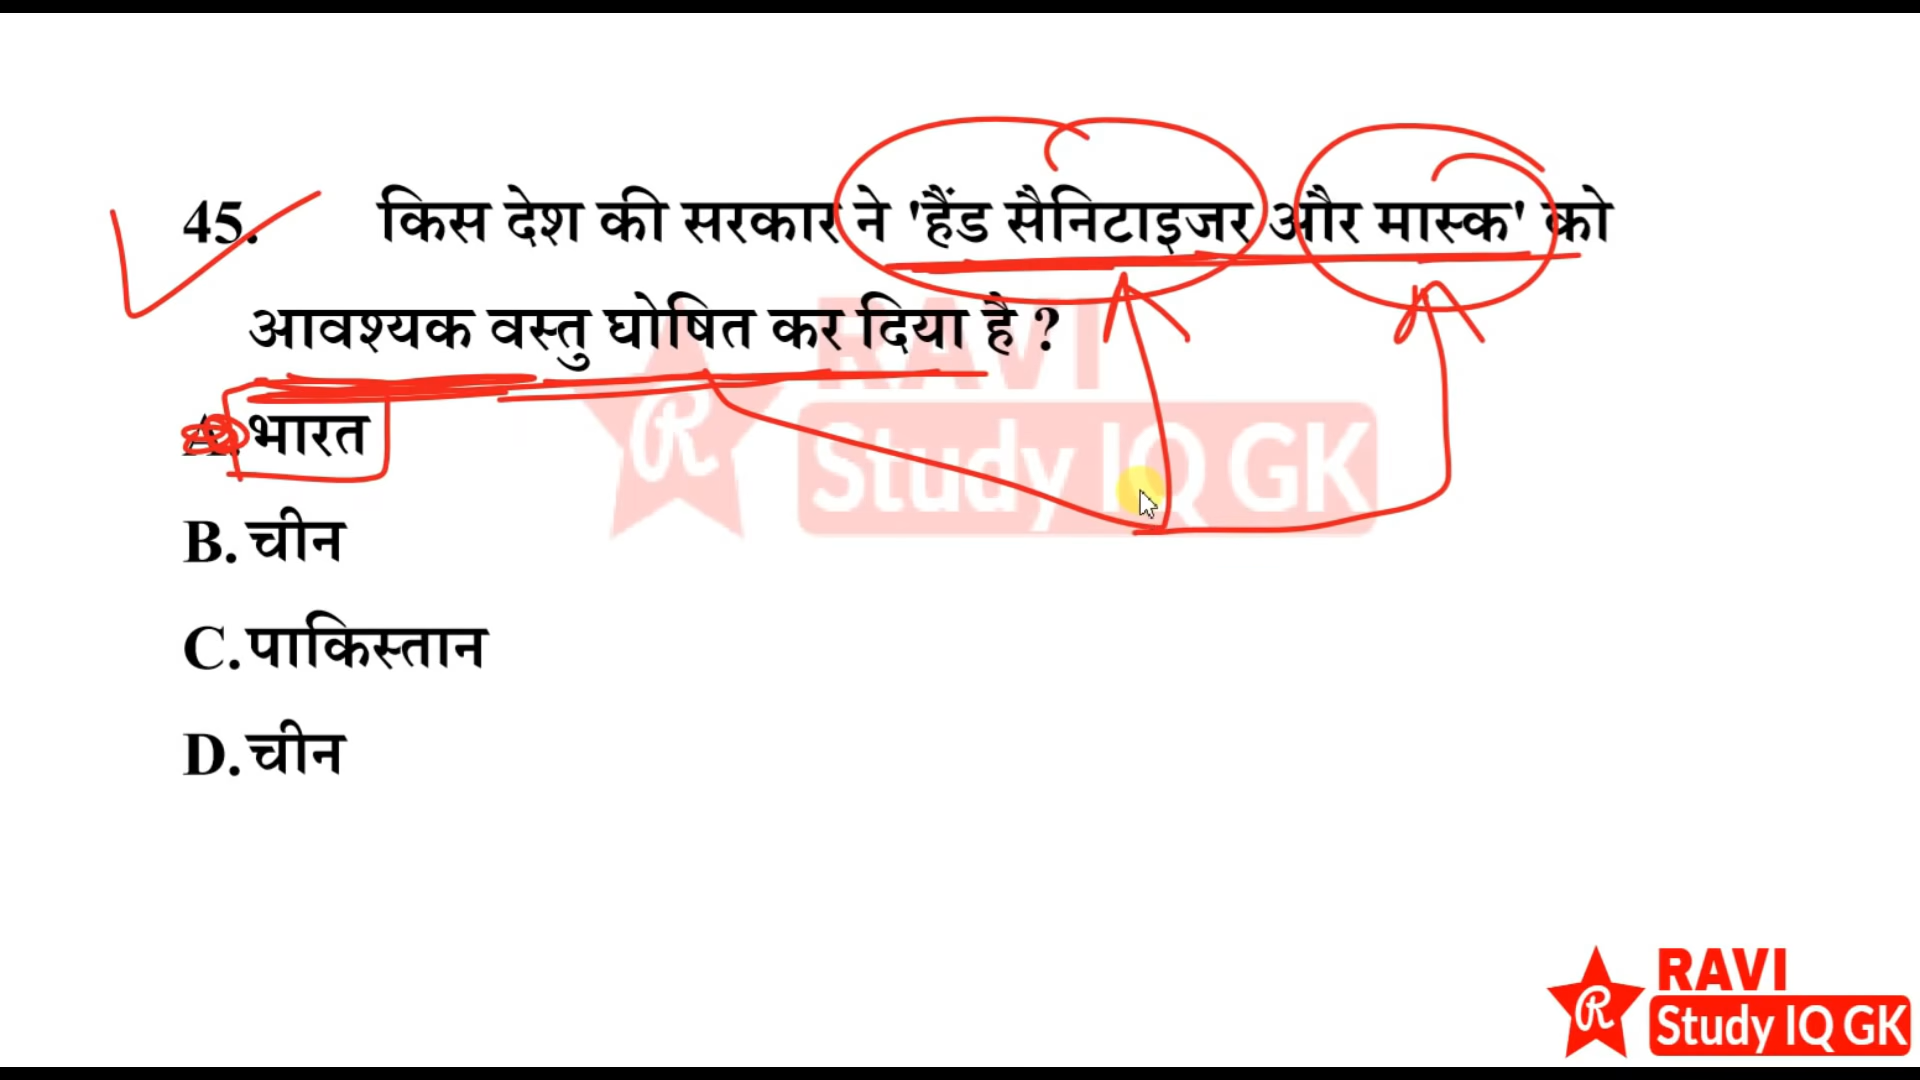 45. किस देश की सरकार ने 'हैंड सैनिटाइजर और मास्क' को
आवश्यक वस्तु घोषित कर दिया है ?
A. भारत
B. चीन
C. पाकिस्तान
D. चीन
R RAVI
Study IQ GK
R RAVI
Study IQ GK